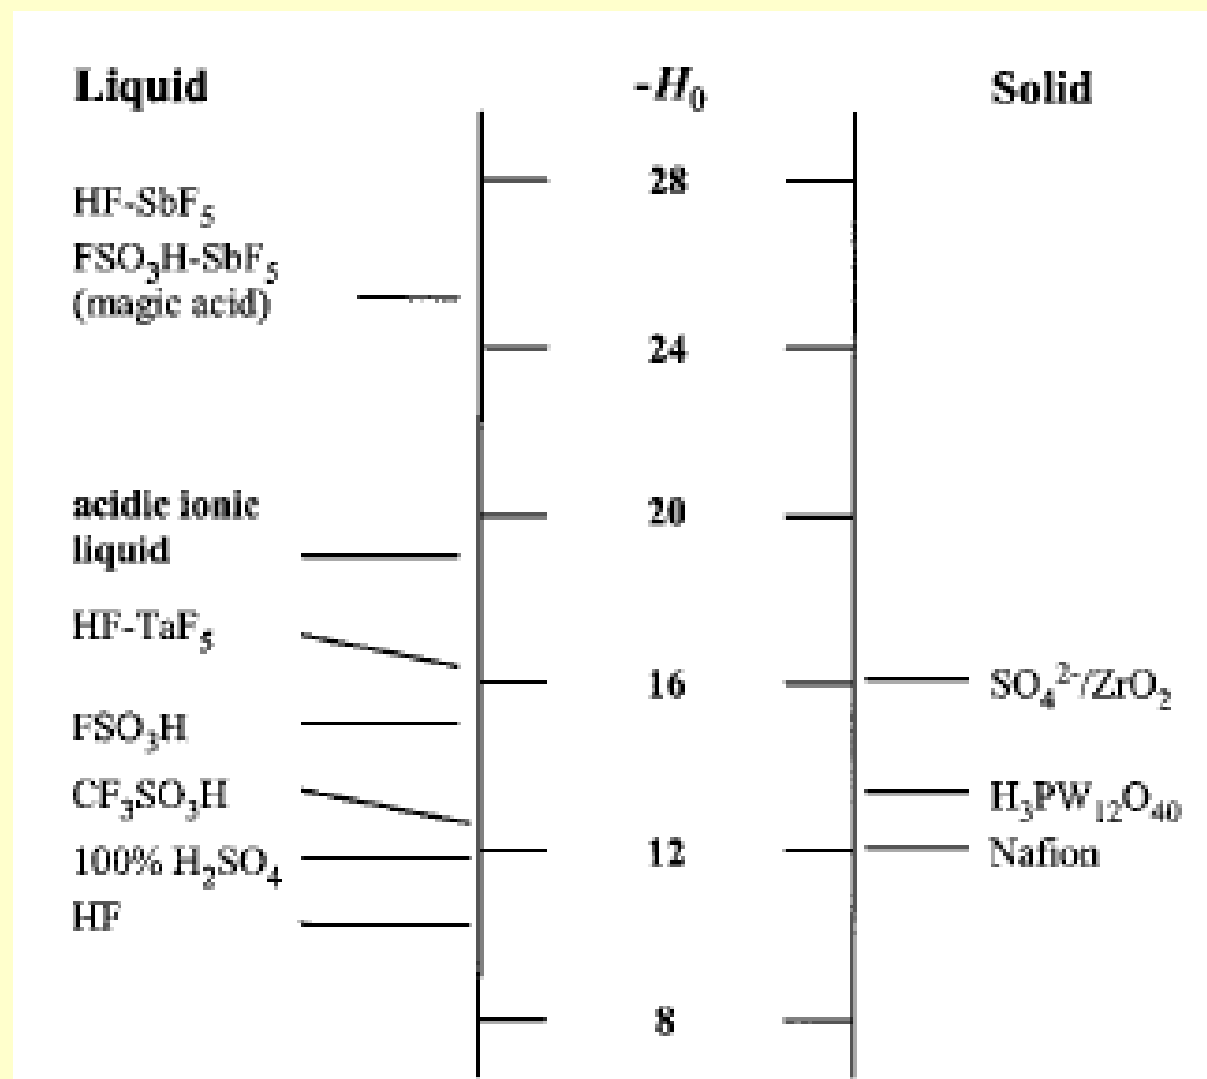 Liquid
-H₀
Solid
HF-SbF₅
FSO₃H-SbF₅
(magic acid)
acidic ionic
liquid
HF-TaF₅
FSO₃H
CF₃SO₃H
100% H₂SO₄
HF
28
24
20
16
12
8
SO₄²⁻/ZrO₂
H₃PW₁₂O₄₀
Nafion